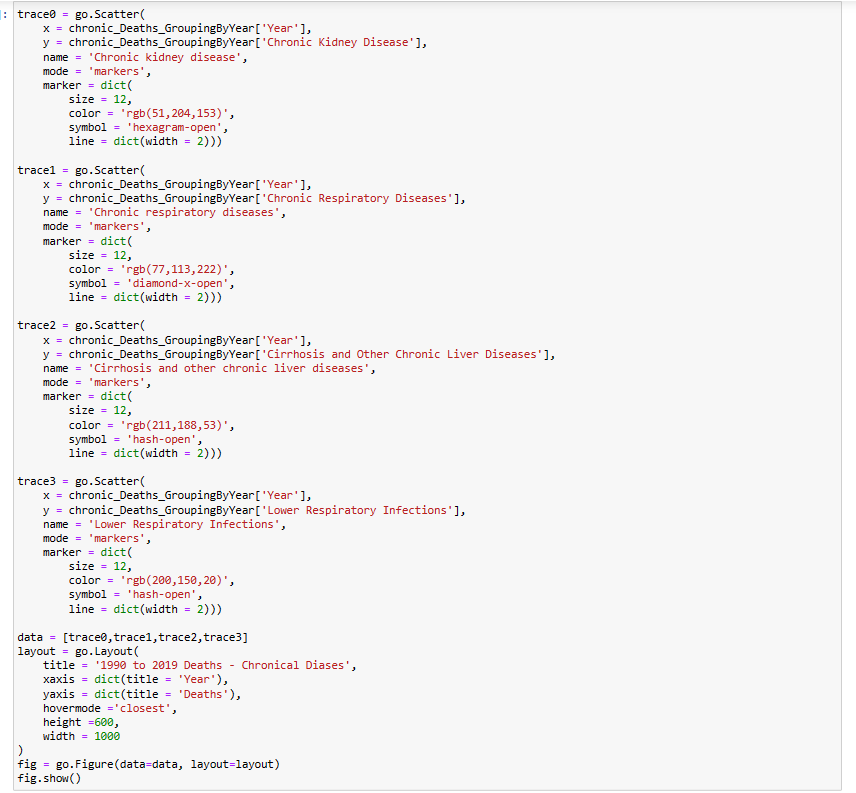 ]:
trace0 = go.Scatter(
    x = chronic_Deaths_GroupingByYear['Year'],
    y = chronic_Deaths_GroupingByYear['Chronic Kidney Disease'],
    name = 'Chronic kidney disease',
    mode = 'markers',
    marker = dict(
        size = 12,
        color = 'rgb(51,204,153)',
        symbol = 'hexagram-open',
        line = dict(width = 2)))

trace1 = go.Scatter(
    x = chronic_Deaths_GroupingByYear['Year'],
    y = chronic_Deaths_GroupingByYear['Chronic Respiratory Diseases'],
    name = 'Chronic respiratory diseases',
    mode = 'markers',
    marker = dict(
        size = 12,
        color = 'rgb(77,113,222)',
        symbol = 'diamond-x-open',
        line = dict(width = 2)))

trace2 = go.Scatter(
    x = chronic_Deaths_GroupingByYear['Year'],
    y = chronic_Deaths_GroupingByYear['Cirrhosis and Other Chronic Liver Diseases'],
    name = 'Cirrhosis and other chronic liver diseases',
    mode = 'markers',
    marker = dict(
        size = 12,
        color = 'rgb(211,188,53)',
        symbol = 'hash-open',
        line = dict(width = 2)))

trace3 = go.Scatter(
    x = chronic_Deaths_GroupingByYear['Year'],
    y = chronic_Deaths_GroupingByYear['Lower Respiratory Infections'],
    name = 'Lower Respiratory Infections',
    mode = 'markers',
    marker = dict(
        size = 12,
        color = 'rgb(200,150,20)',
        symbol = 'hash-open',
        line = dict(width = 2)))

data = [trace0,trace1,trace2,trace3]
layout = go.Layout(
    title = '1990 to 2019 Deaths - Chronical Diases',
    xaxis = dict(title = 'Year'),
    yaxis = dict(title = 'Deaths'),
    hovermode ='closest',
    height =600,
    width = 1000
)
fig = go.Figure(data=data, layout=layout)
fig.show()